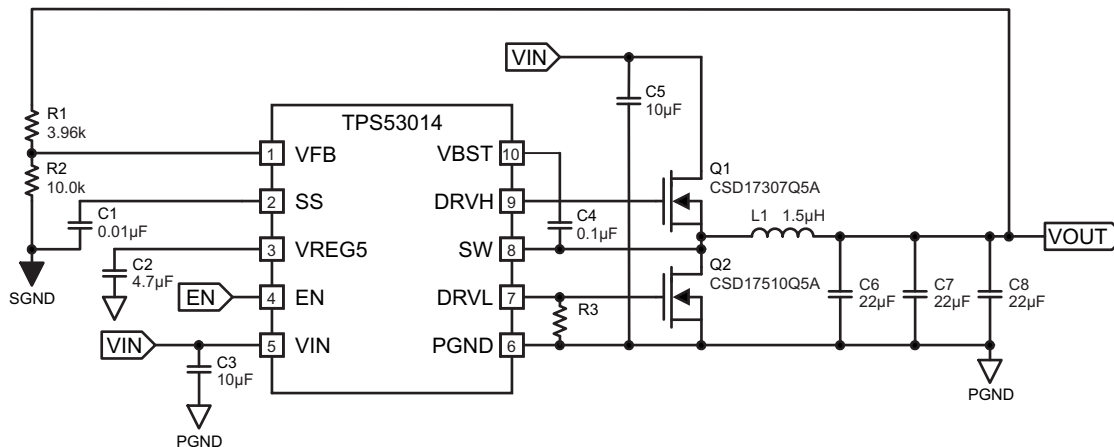 VIN
C5
10µF
R1
3.96k
TPS53014
R2
10.0k
1
VFB
VBST
10
Q1
CSD17307Q5A
C1
0.01µF
2
SS
DRVH
9
C4
0.1µF
L1 1.5µH
C2
4.7µF
3
VREG5
SW
8
VOUT
SGND
EN
4
EN
DRVL
7
R3
Q2
CSD17510Q5A
C6
22µF
C7
22µF
C8
22µF
VIN
5
VIN
PGND
6
C3
10µF
PGND
PGND